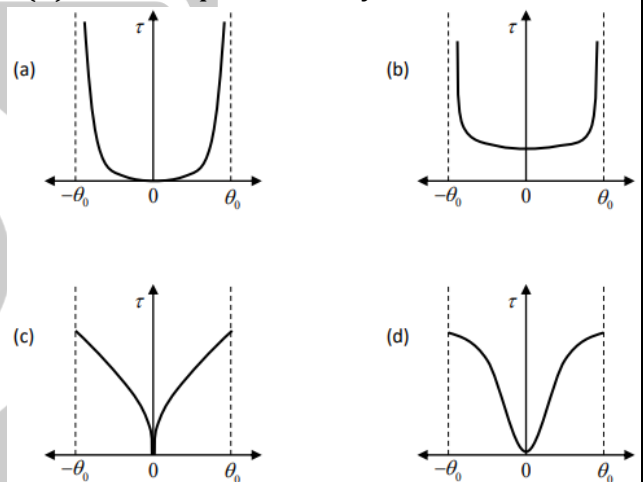 (a) τ −θ₀ 0 θ₀
(b) τ −θ₀ 0 θ₀
(c) τ −θ₀ 0 θ₀
(d) τ −θ₀ 0 θ₀